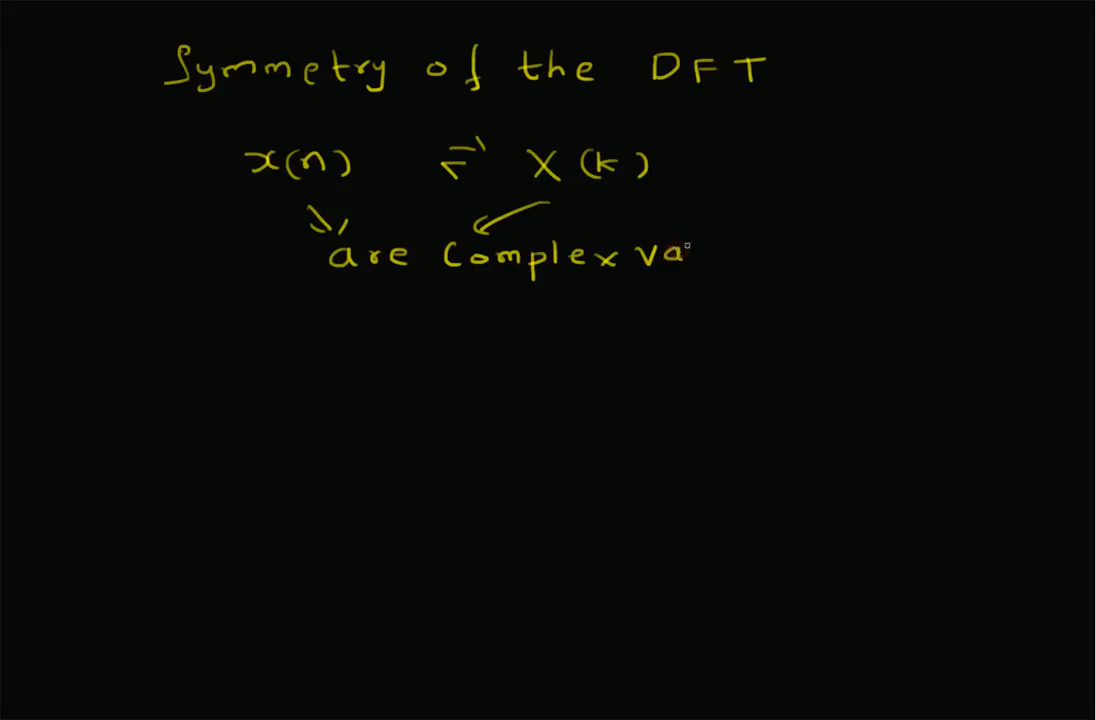 Symmetry of the DFT
x(n) ⇌ X(k)
are Complex va